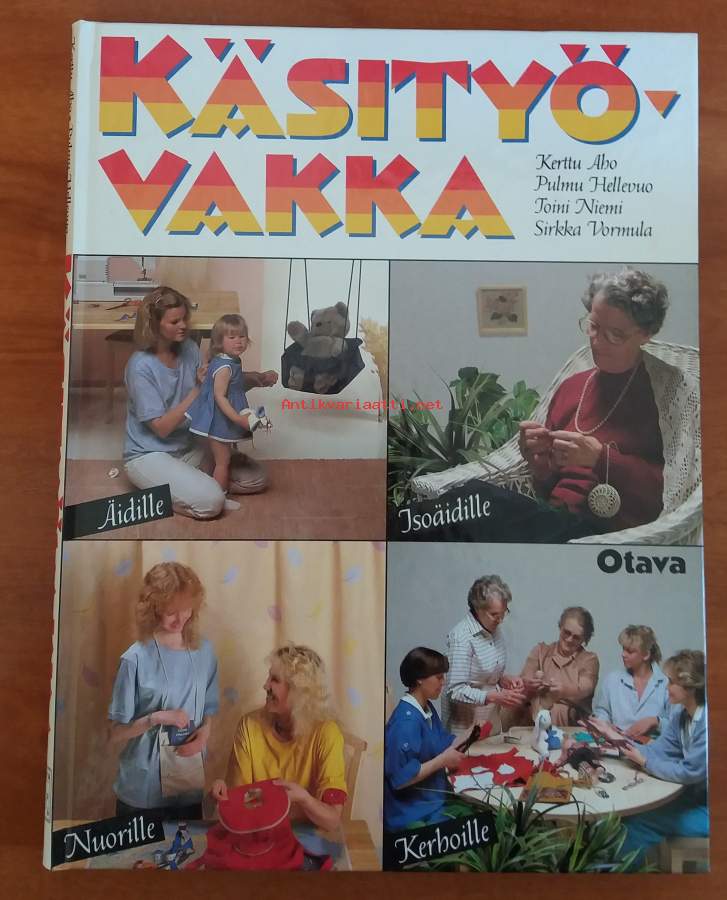 KÄSITYÖ-
VAKKA
Kerttu Aho
Pulmu Hellevuo
Toini Niemi
Sirkka Vormula
Antikvariaatti.net
Äidille
Isoäidille
Otava
Nuorille
Kerhoille